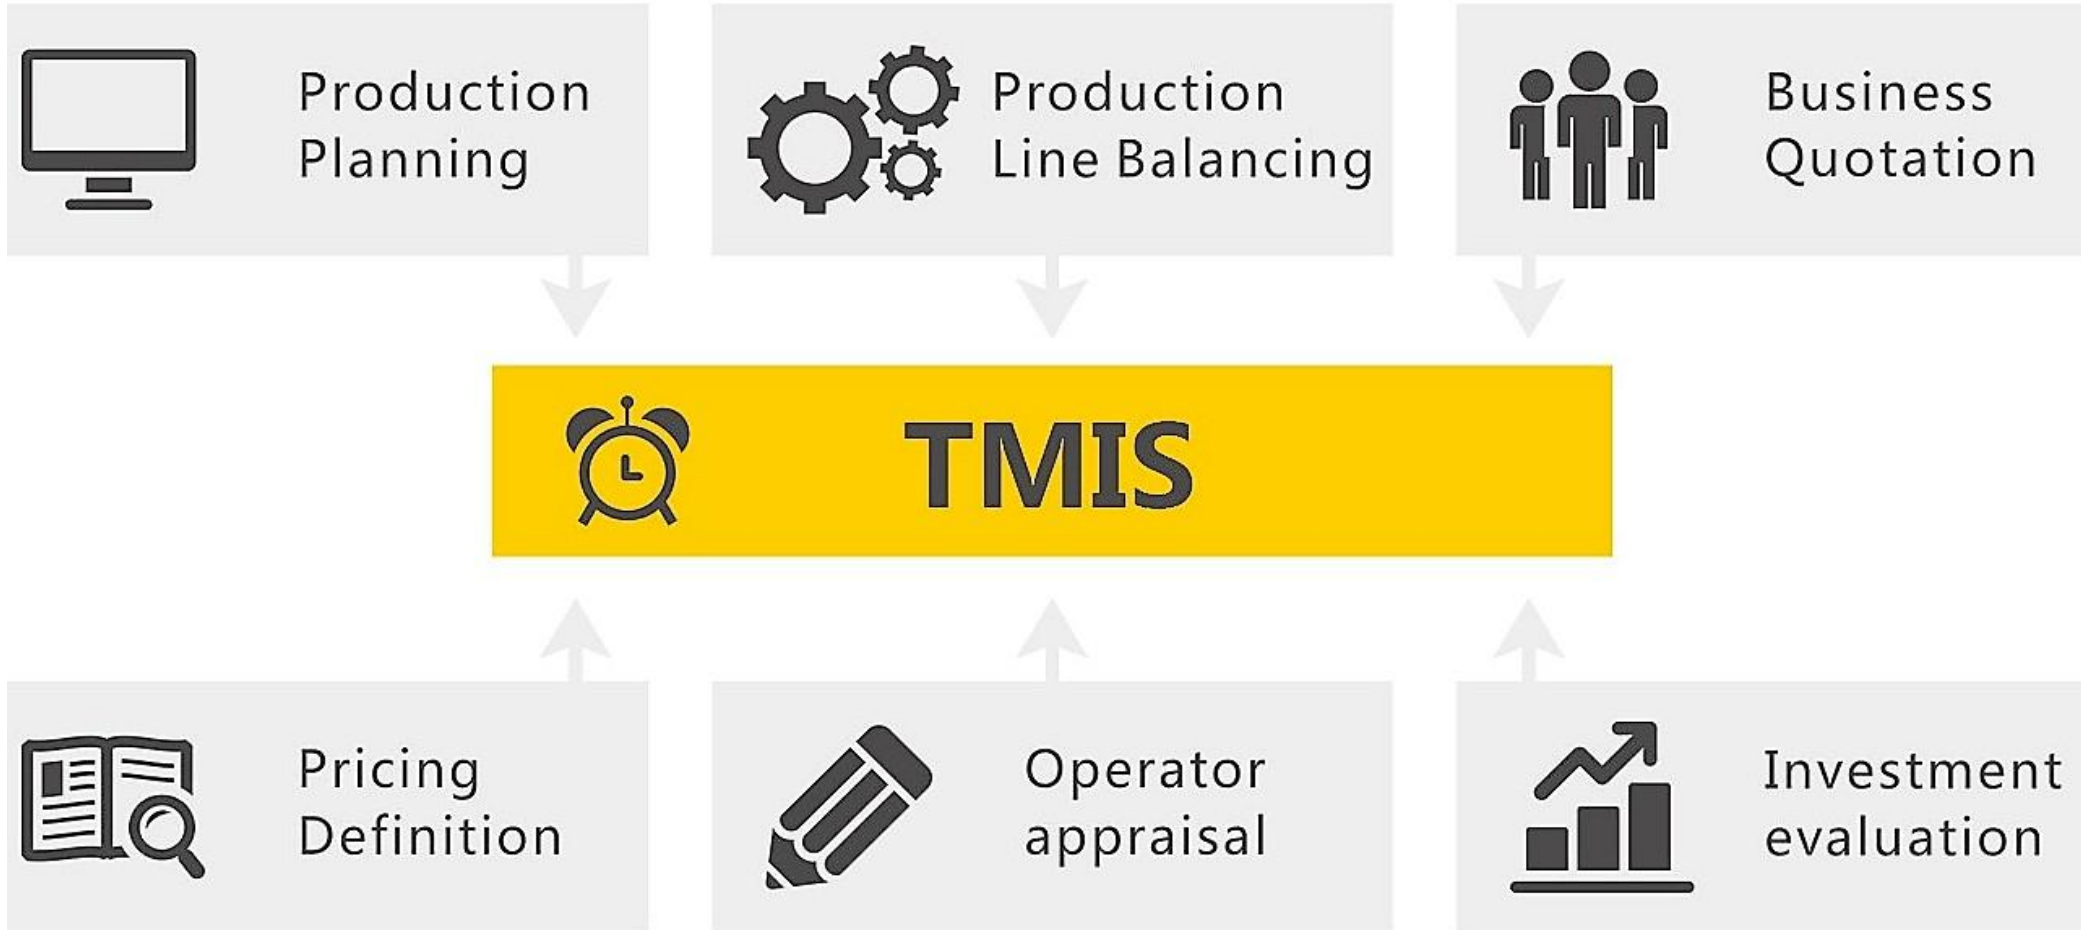 Production
Planning
Production
Line Balancing
Business
Quotation
TMIS
Pricing
Definition
Operator
appraisal
Investment
evaluation